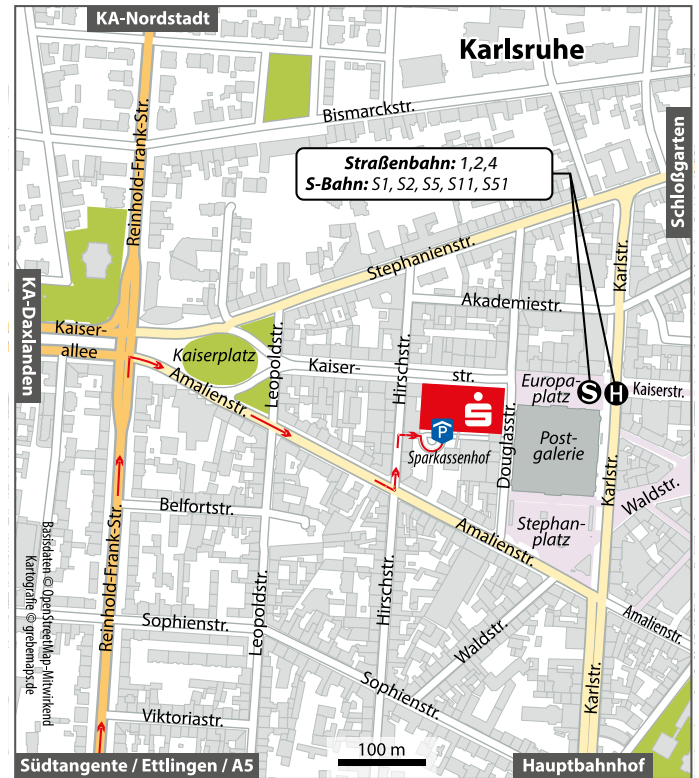 KA-Nordstadt
Karlsruhe
Reinhold-Frank-Str.
Bismarckstr.
Schloßgarten
Straßenbahn: 1,2,4
S-Bahn: S1, S2, S5, S11, S51
Stephanienstr.
Karlstr.
KA-Daxlanden
Akademiestr.
Kaiser-
allee
Kaiserplatz
Leopoldstr.
Kaiser-
str.
Hirschstr.
Europa-
platz
S
H
Kaiserstr.
Amalienstr.
P
Sparkassenhof
Douglasstr.
Post-
galerie
Karlstr.
Waldstr.
Belfortstr.
Stephan-
platz
Amalienstr.
Reinhold-Frank-Str.
Basisdaten © OpenStreetMap-Mitwirkend
Kartografie © grebemaps.de
Sophienstr.
Leopoldstr.
Hirschstr.
Waldstr.
Amalienstr.
Sophienstr.
Karlstr.
Viktoriastr.
100 m
Südtangente / Ettlingen / A5
Hauptbahnhof